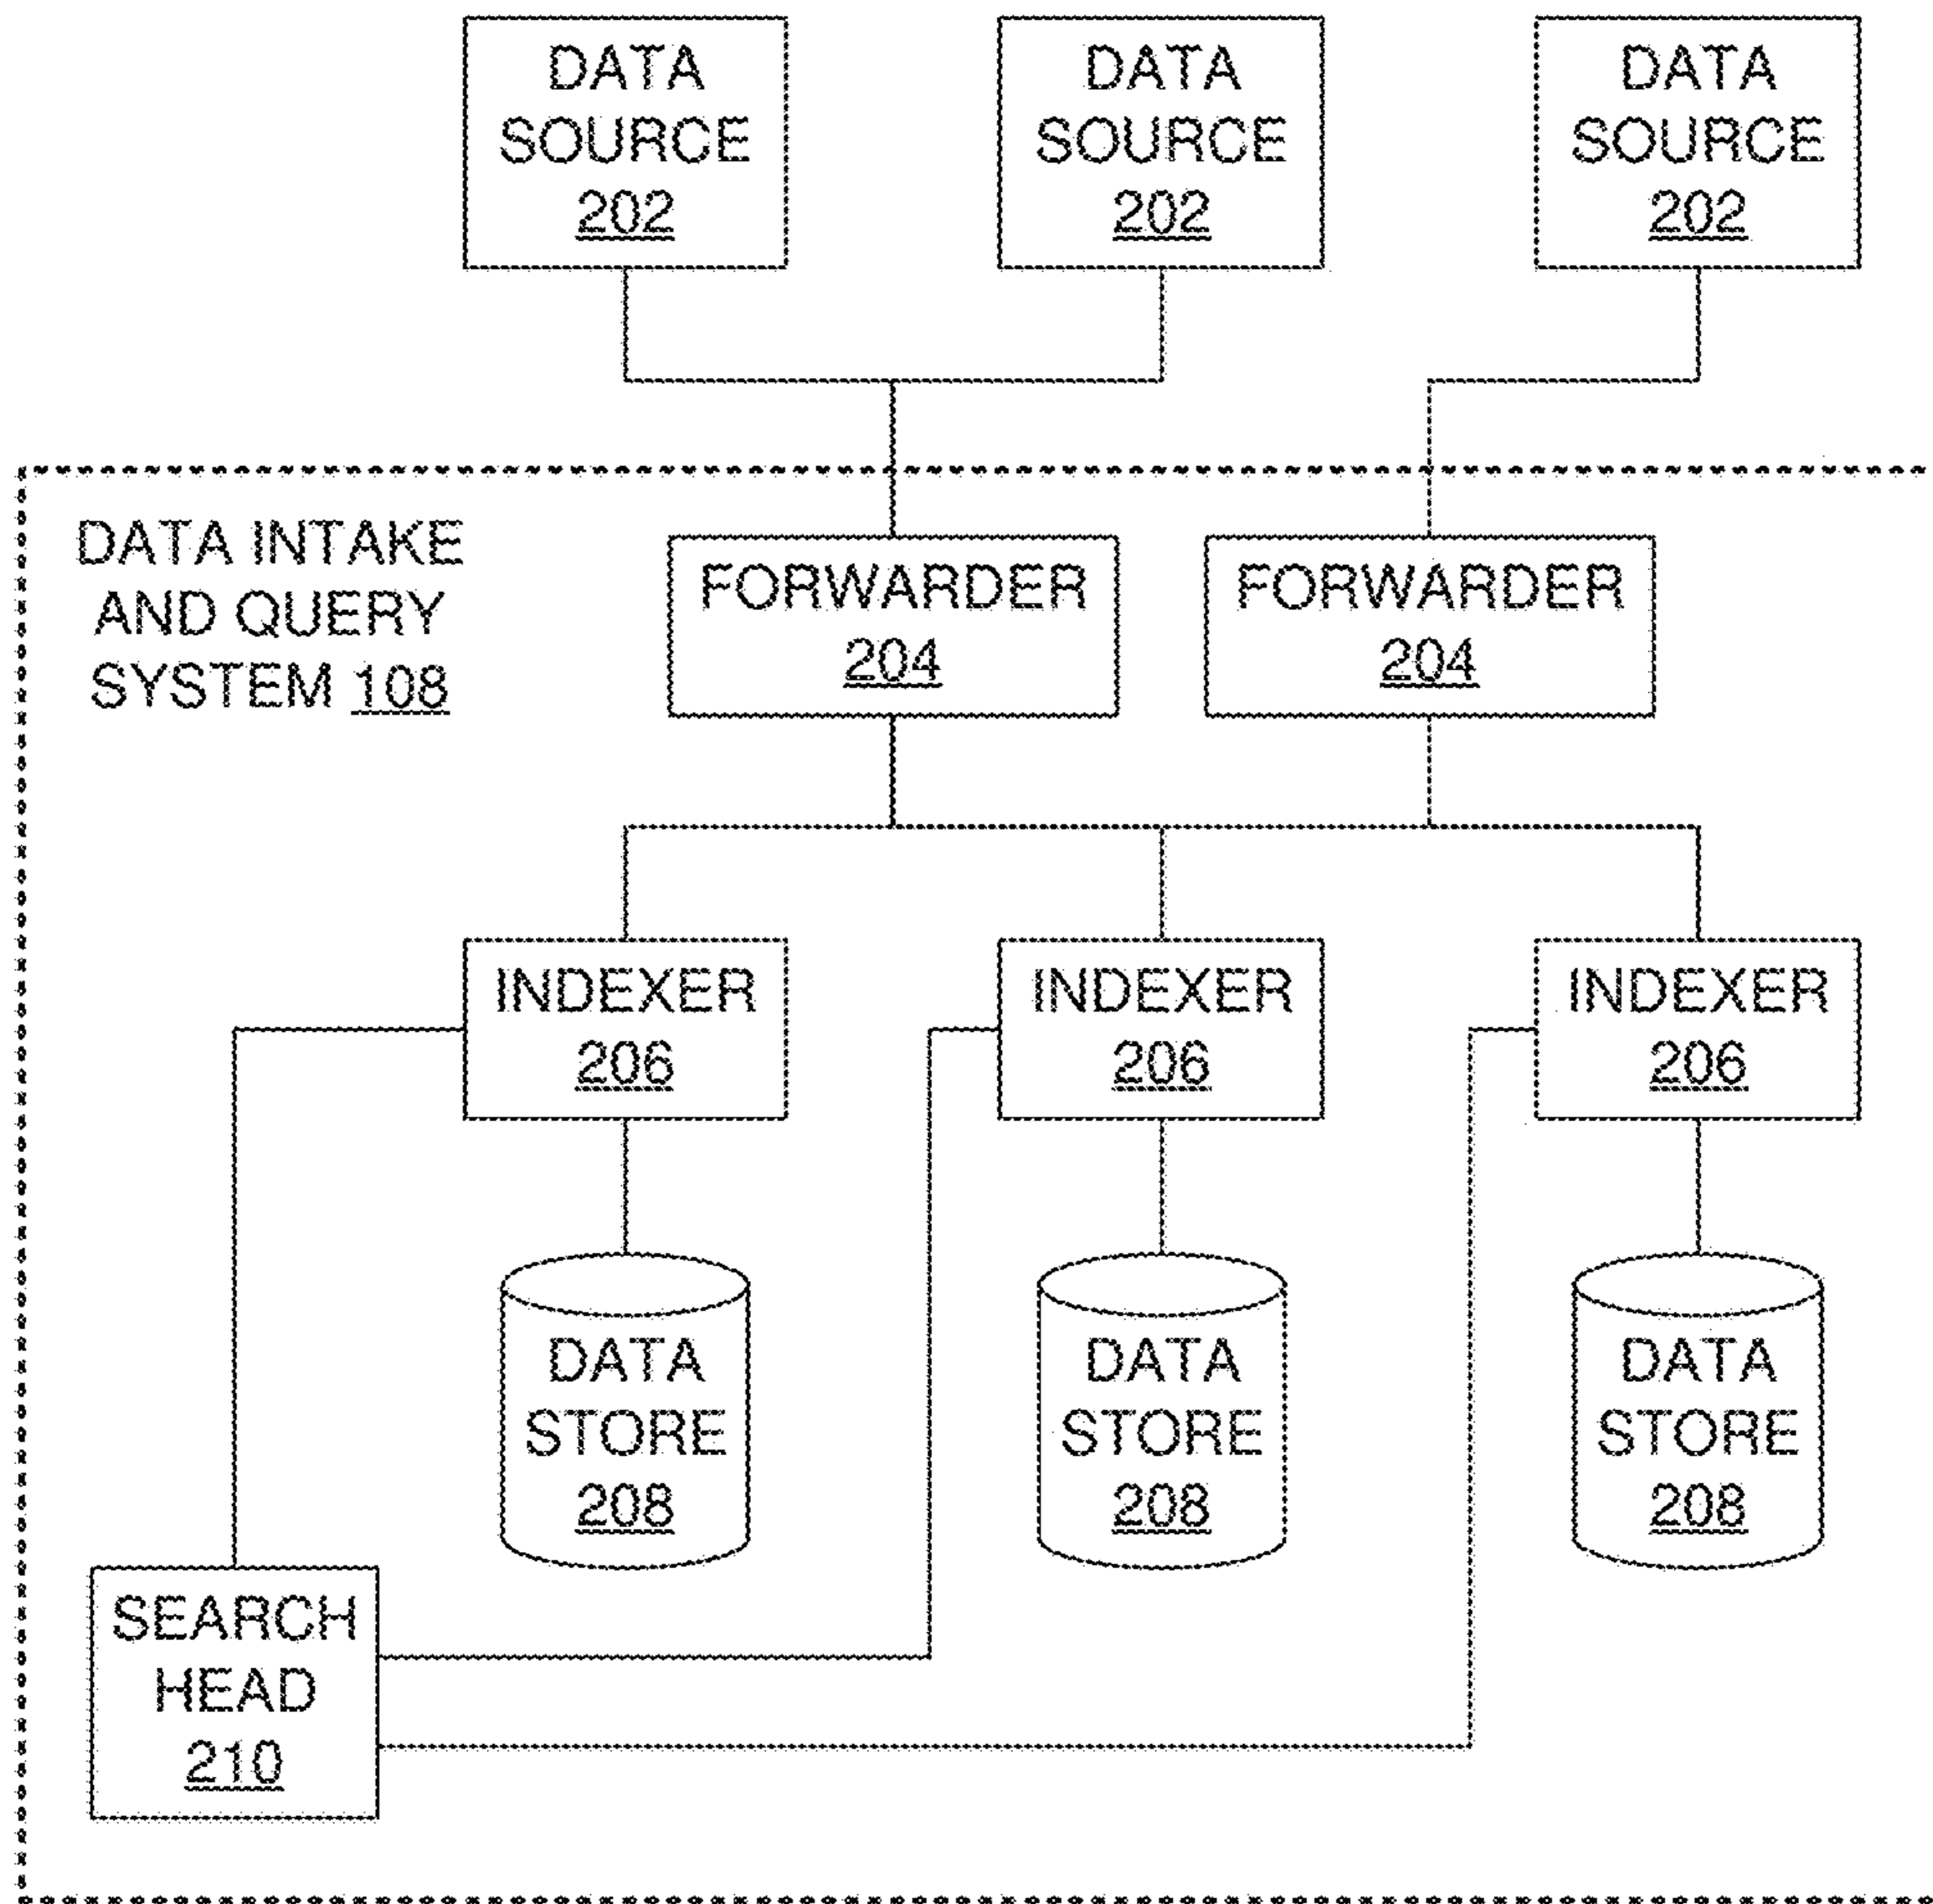 DATA
SOURCE
202
DATA
SOURCE
202
DATA
SOURCE
202
DATA INTAKE
AND QUERY
SYSTEM 108
FORWARDER
204
FORWARDER
204
INDEXER
206
INDEXER
206
INDEXER
206
DATA
STORE
208
DATA
STORE
208
DATA
STORE
208
SEARCH
HEAD
210